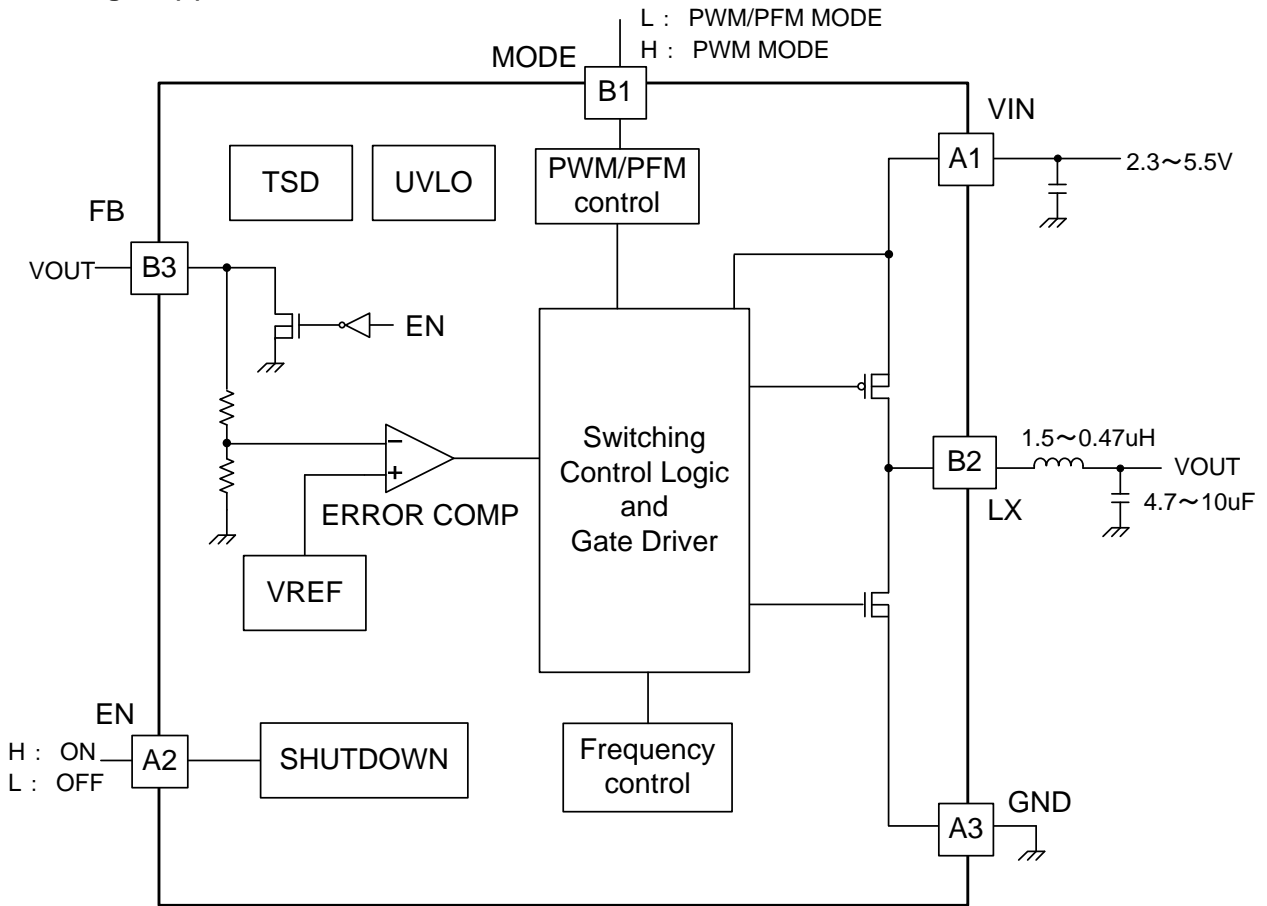 L : PWM/PFM MODE
H : PWM MODE
MODE
B1
VIN
A1
2.3～5.5V
TSD
UVLO
PWM/PFM
control
FB
VOUT
B3
EN
Switching
Control Logic
and
Gate Driver
ERROR COMP
VREF
1.5～0.47uH
B2
VOUT
LX
4.7～10uF
EN
H : ON
L : OFF
A2
SHUTDOWN
Frequency
control
GND
A3